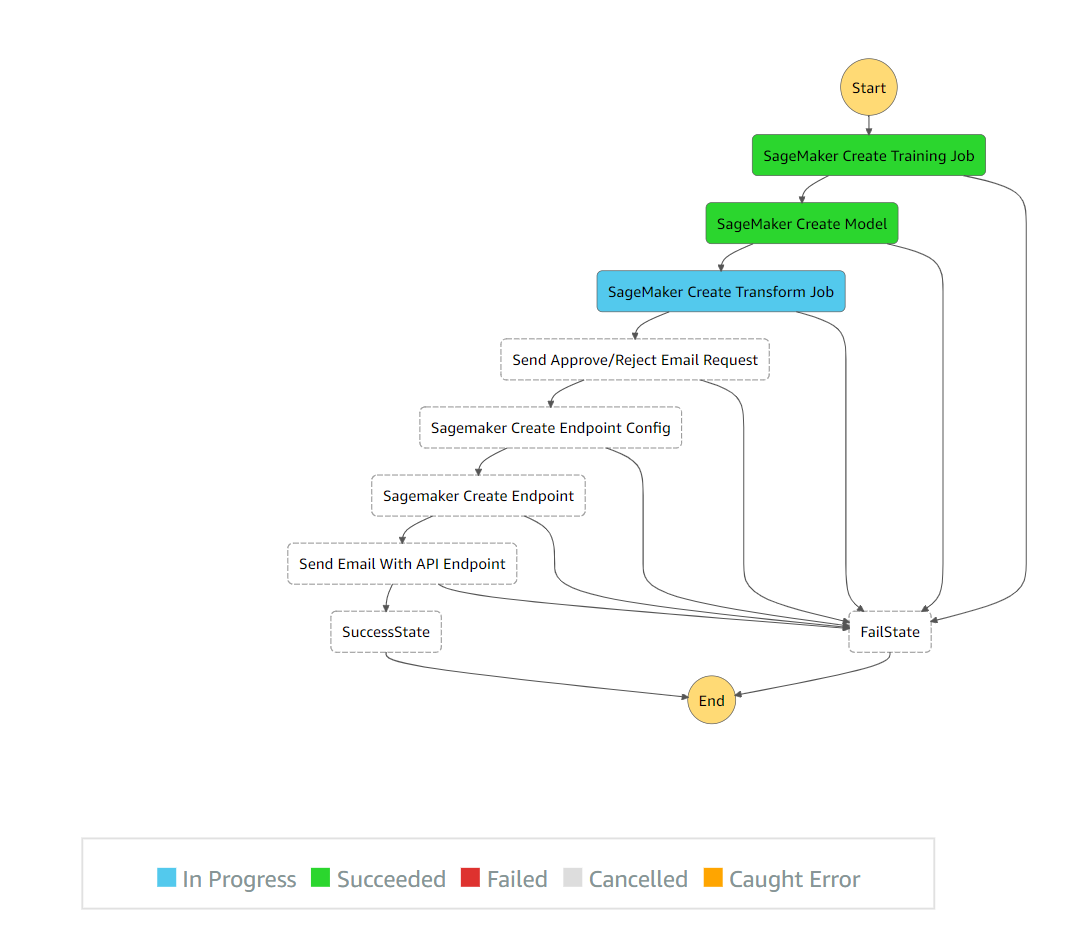 Start
SageMaker Create Training Job
SageMaker Create Model
SageMaker Create Transform Job
Send Approve/Reject Email Request
Sagemaker Create Endpoint Config
Sagemaker Create Endpoint
Send Email With API Endpoint
SuccessState
FailState
End
In Progress
Succeeded
Failed
Cancelled
Caught Error